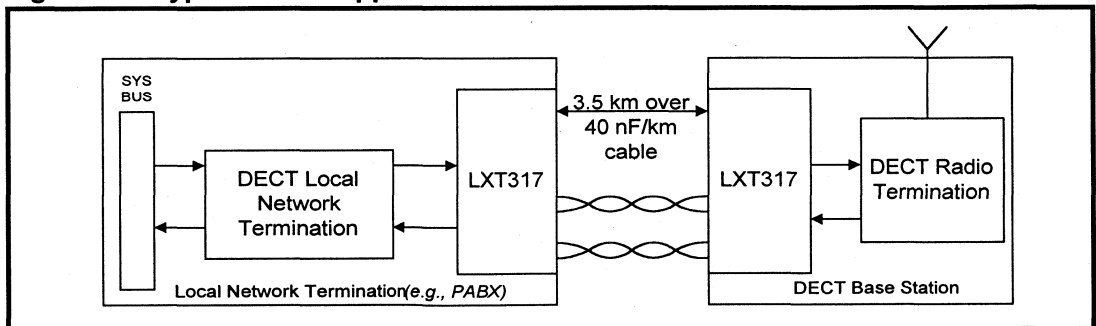 SYS
BUS
DECT Local
Network
Termination
LXT317
Local Network Termination(e.g., PABX)
3.5 km over
40 nF/km
cable
LXT317
DECT Radio
Termination
DECT Base Station